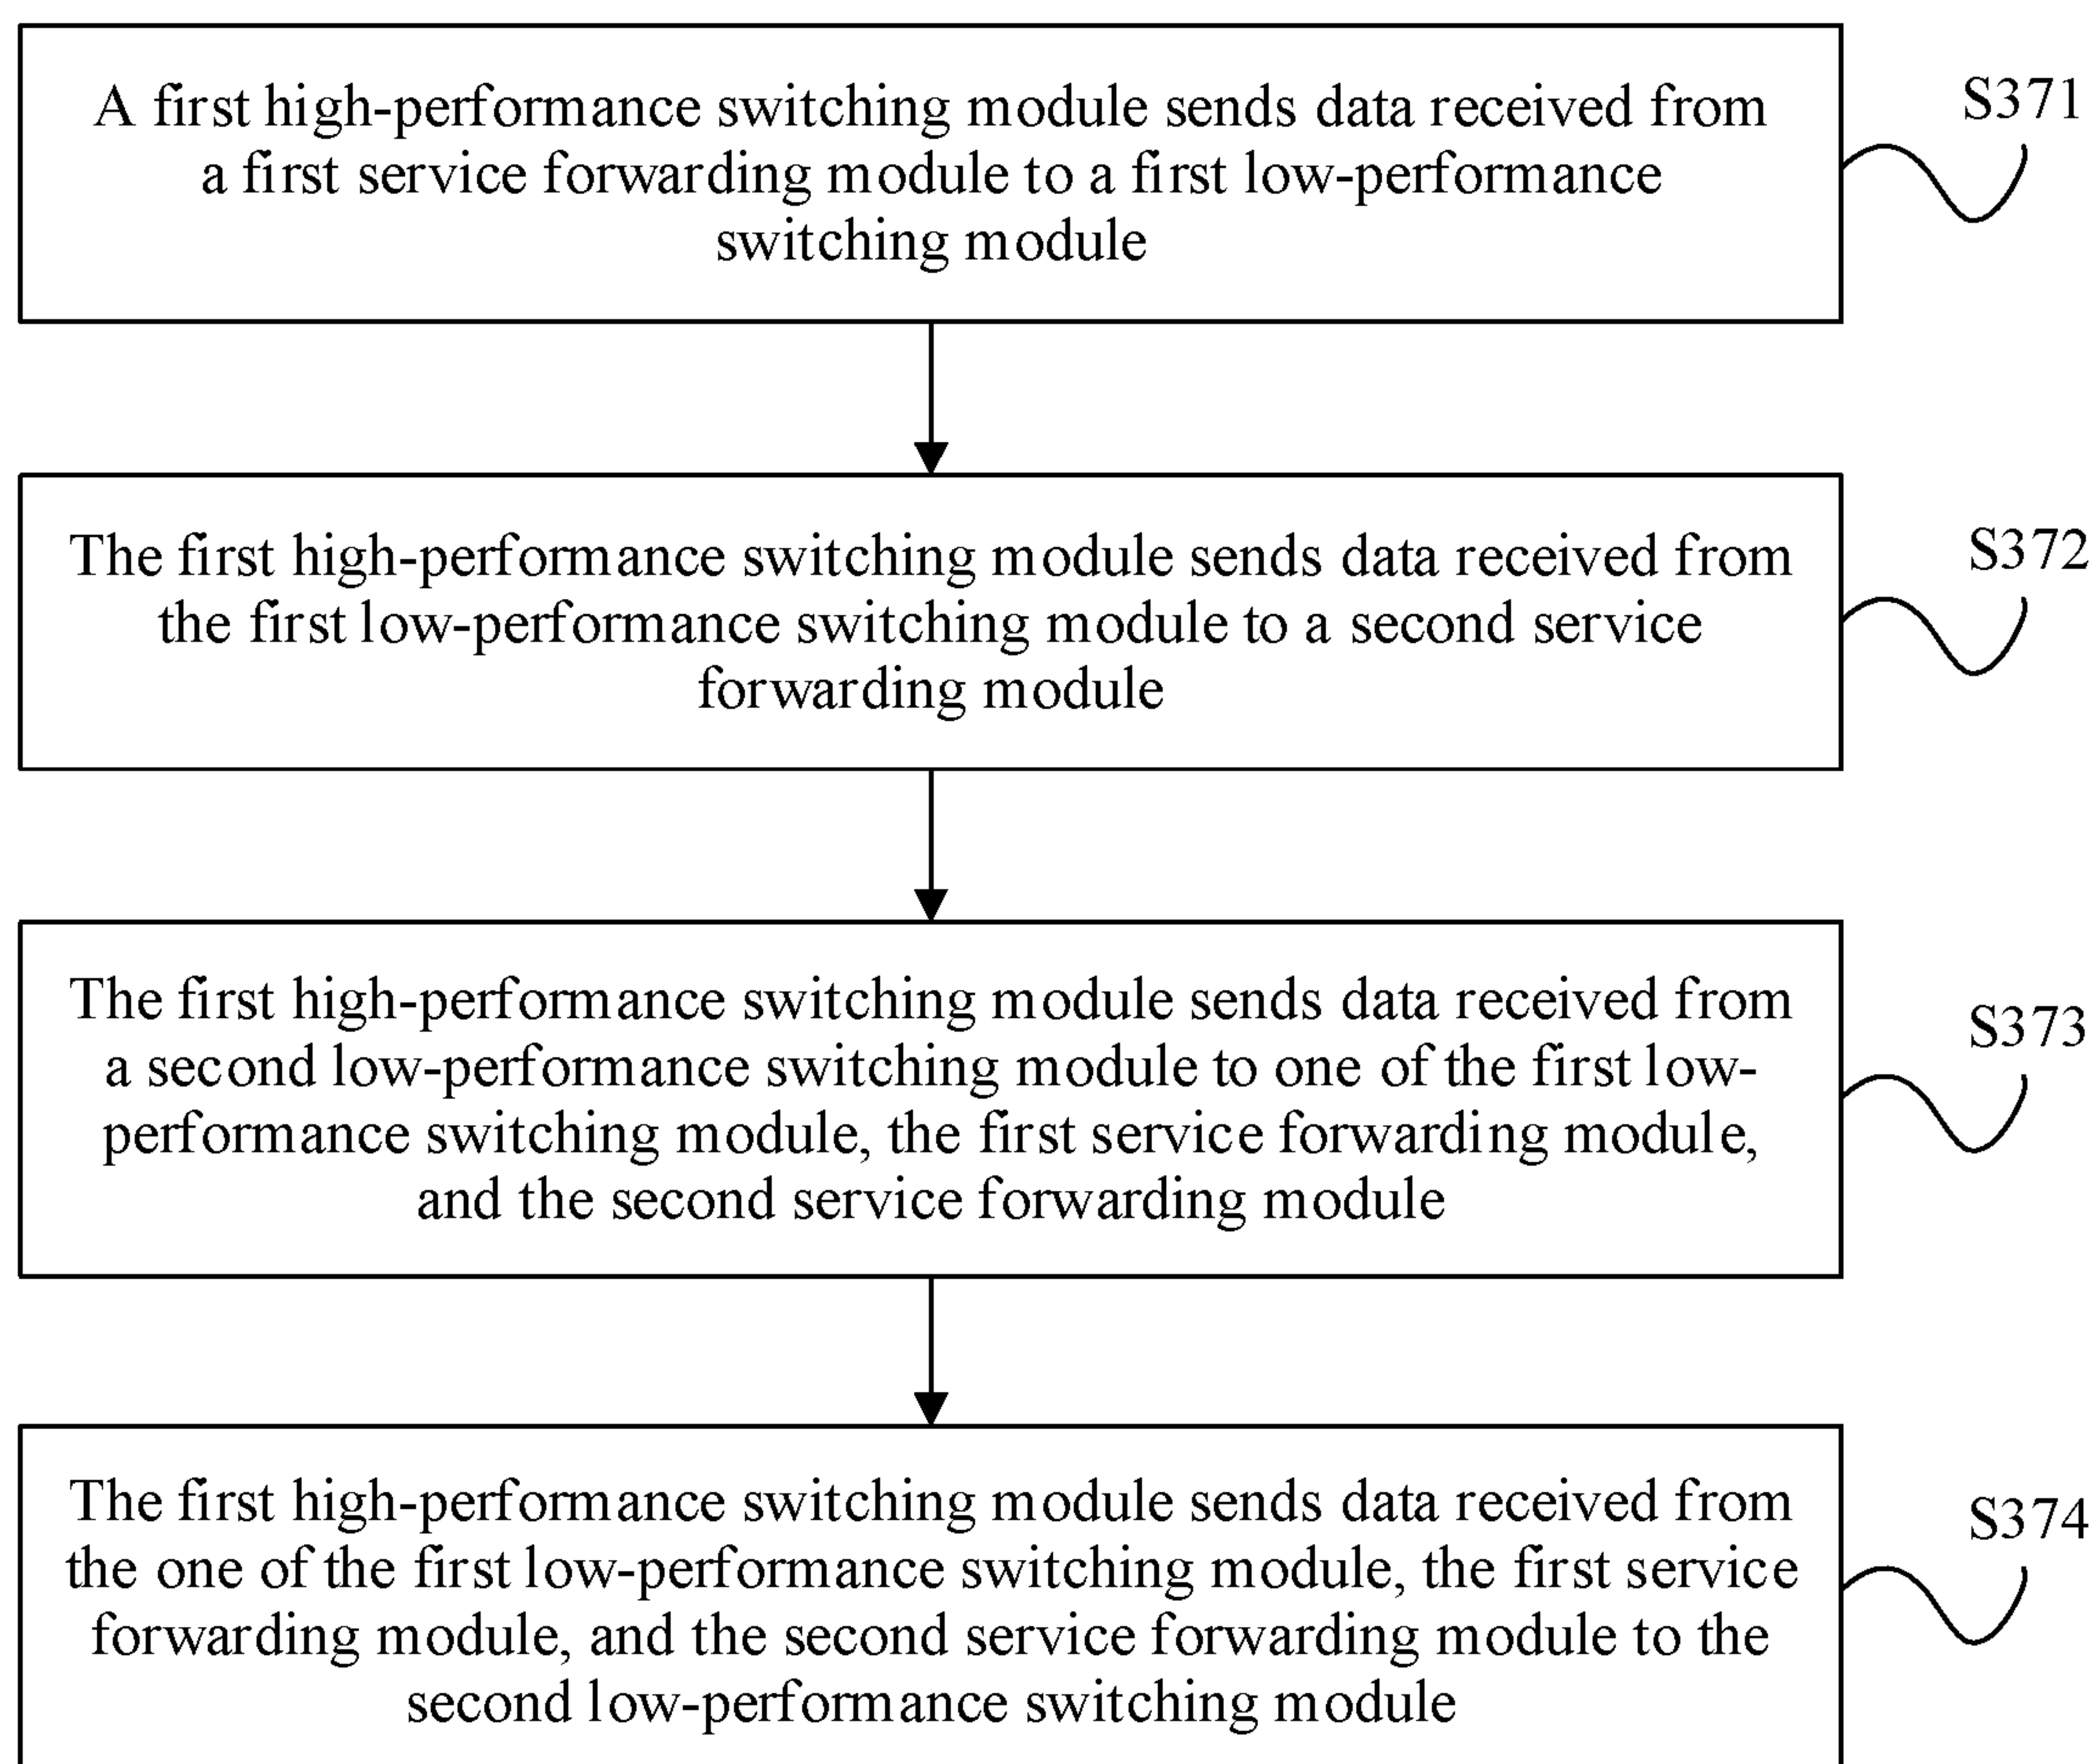 A first high-performance switching module sends data received from
a first service forwarding module to a first low-performance
switching module
S371
The first high-performance switching module sends data received from
the first low-performance switching module to a second service
forwarding module
S372
The first high-performance switching module sends data received from
a second low-performance switching module to one of the first low-
performance switching module, the first service forwarding module,
and the second service forwarding module
S373
The first high-performance switching module sends data received from
the one of the first low-performance switching module, the first service
forwarding module, and the second service forwarding module to the
second low-performance switching module
S374